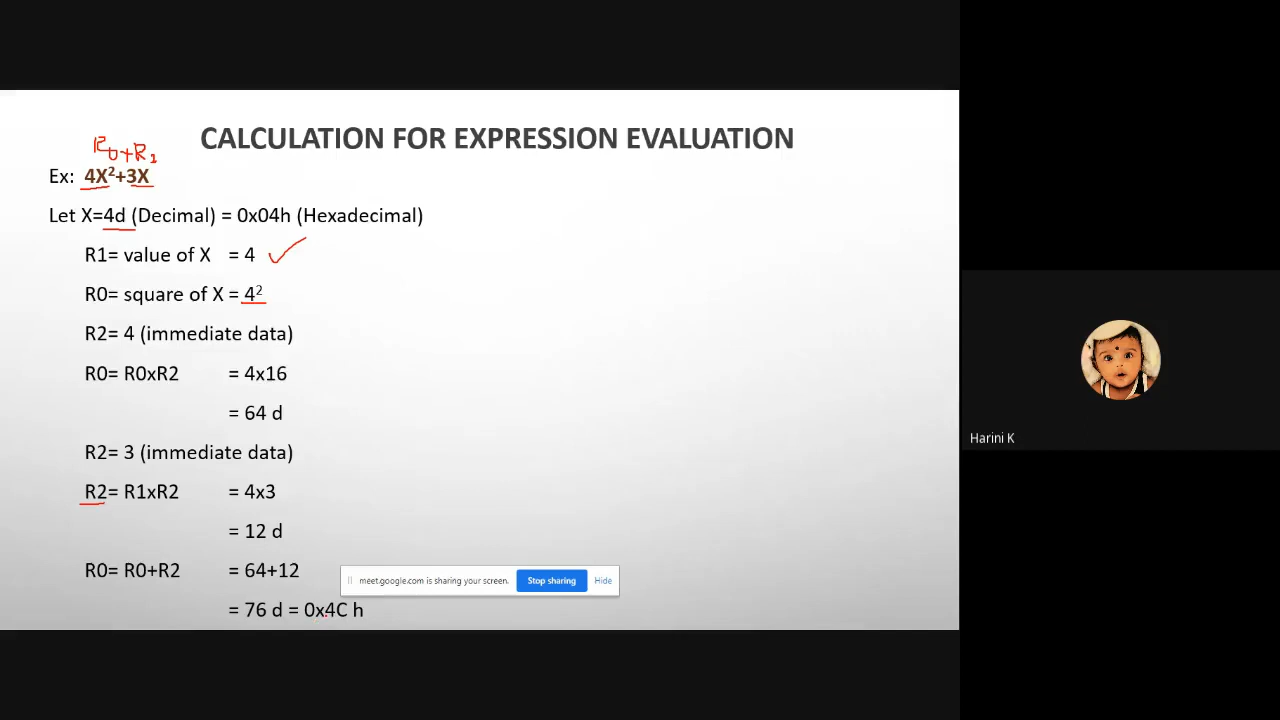 CALCULATION FOR EXPRESSION EVALUATION
R0+R2
Ex: 4X²+3X
Let X=4d (Decimal) = 0x04h (Hexadecimal)
R1= value of X = 4
R0= square of X = 4²
R2= 4 (immediate data)
R0= R0xR2 = 4x16
= 64 d
R2= 3 (immediate data)
R2= R1xR2 = 4x3
= 12 d
R0= R0+R2 = 64+12
= 76 d = 0x4C h
meet.google.com is sharing your screen. Stop sharing Hide
Harini K